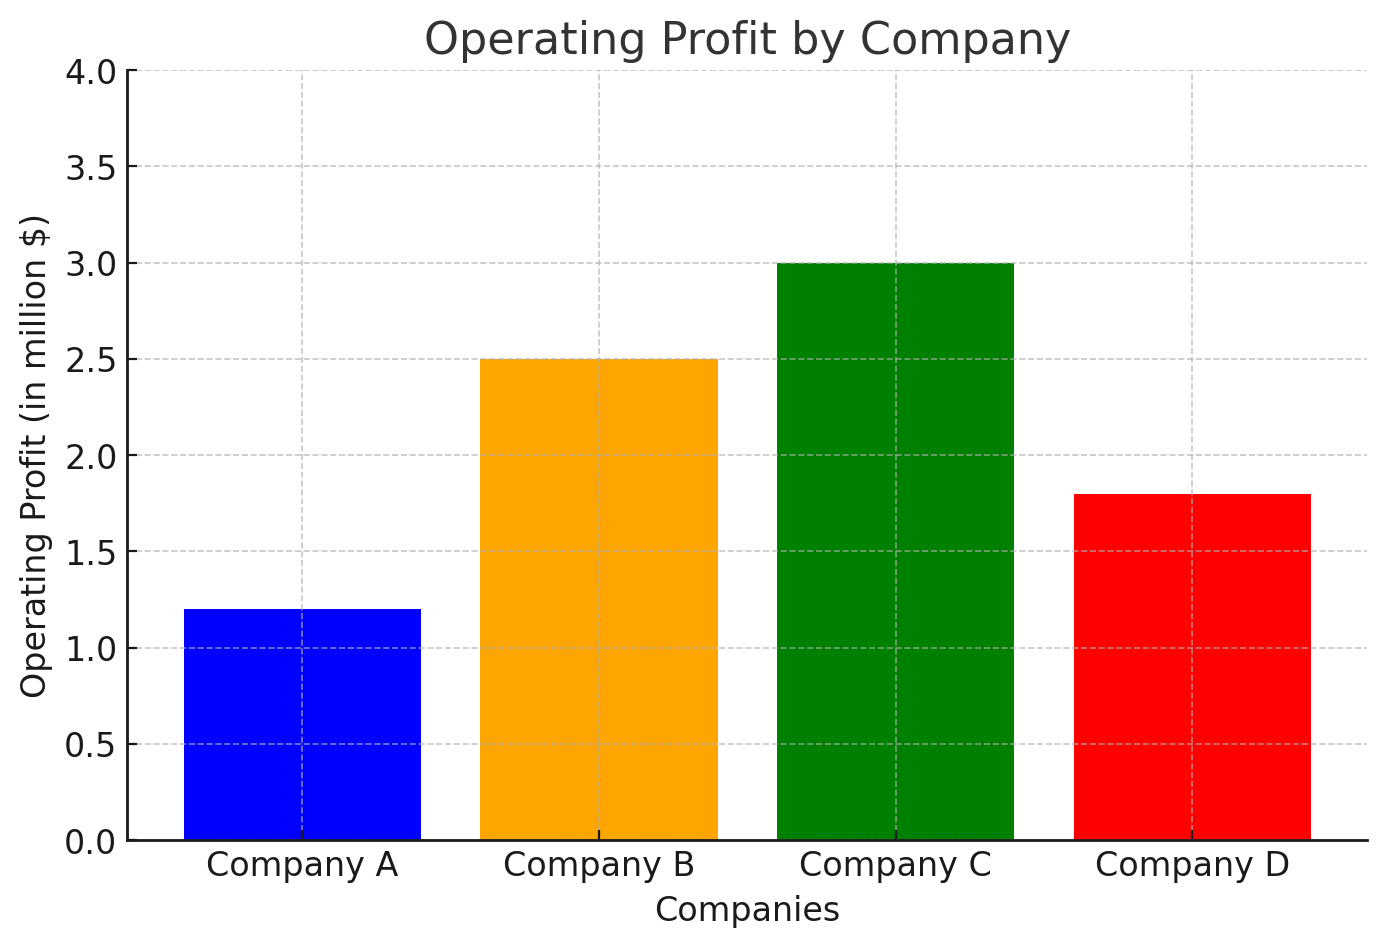 Operating Profit by Company
Operating Profit (in million $)
4.0
3.5
3.0
2.5
2.0
1.5
1.0
0.5
0.0
Company A Company B Company C Company D
Companies